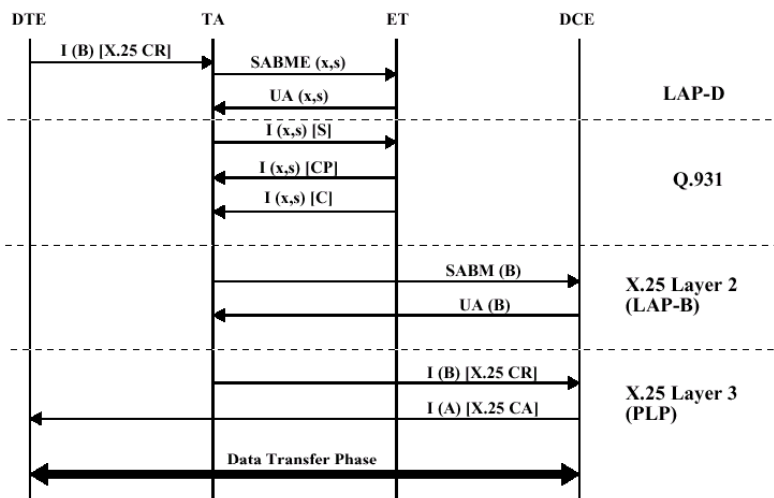 DTE TA ET DCE
I (B) [X.25 CR]
SABME (x,s)
UA (x,s)
LAP-D
I (x,s) [S]
I (x,s) [CP]
Q.931
I (x,s) [C]
SABM (B)
X.25 Layer 2
(LAP-B)
UA (B)
I (B) [X.25 CR]
X.25 Layer 3
(PLP)
I (A) [X.25 CA]
Data Transfer Phase